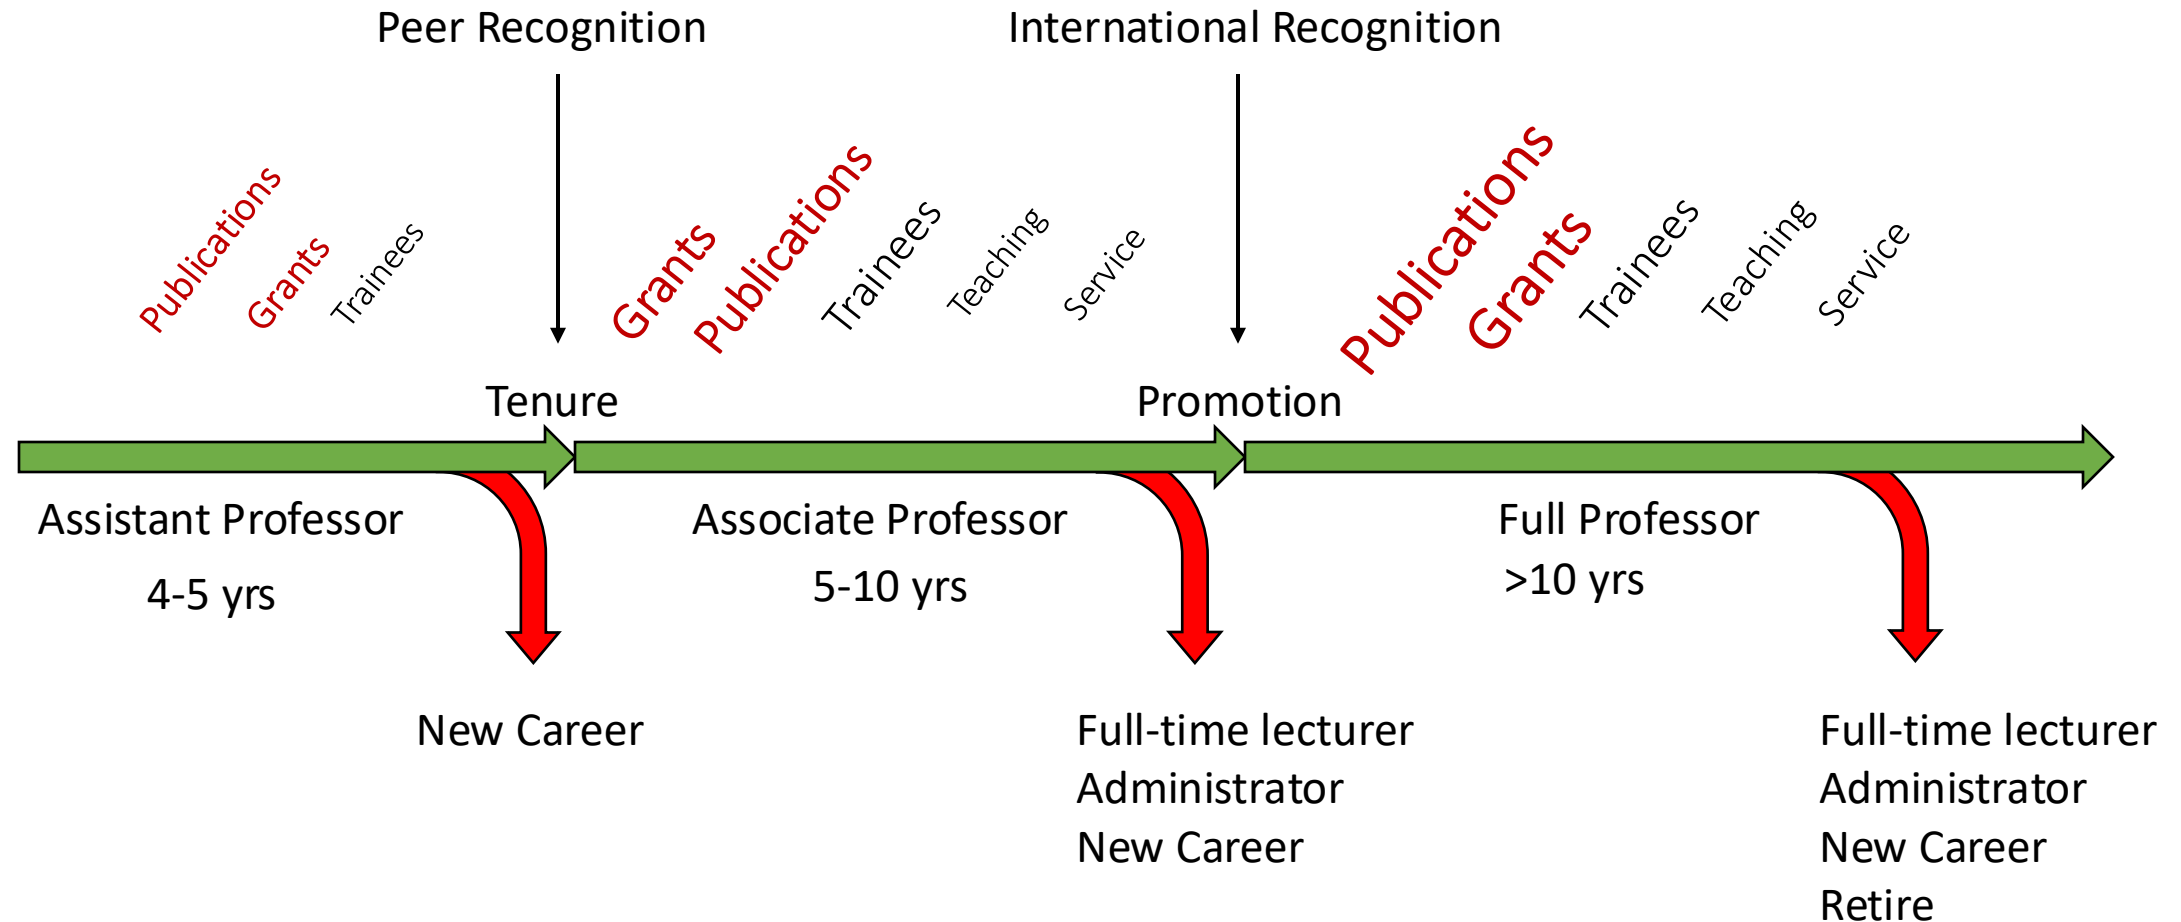 Peer Recognition
International Recognition
Publications
Grants
Trainees
Grants
Publications
Trainees
Teaching
Service
Publications
Grants
Trainees
Teaching
Service
Tenure
Promotion
Assistant Professor
4-5 yrs
Associate Professor
5-10 yrs
Full Professor
>10 yrs
New Career
Full-time lecturer
Administrator
New Career
Full-time lecturer
Administrator
New Career
Retire